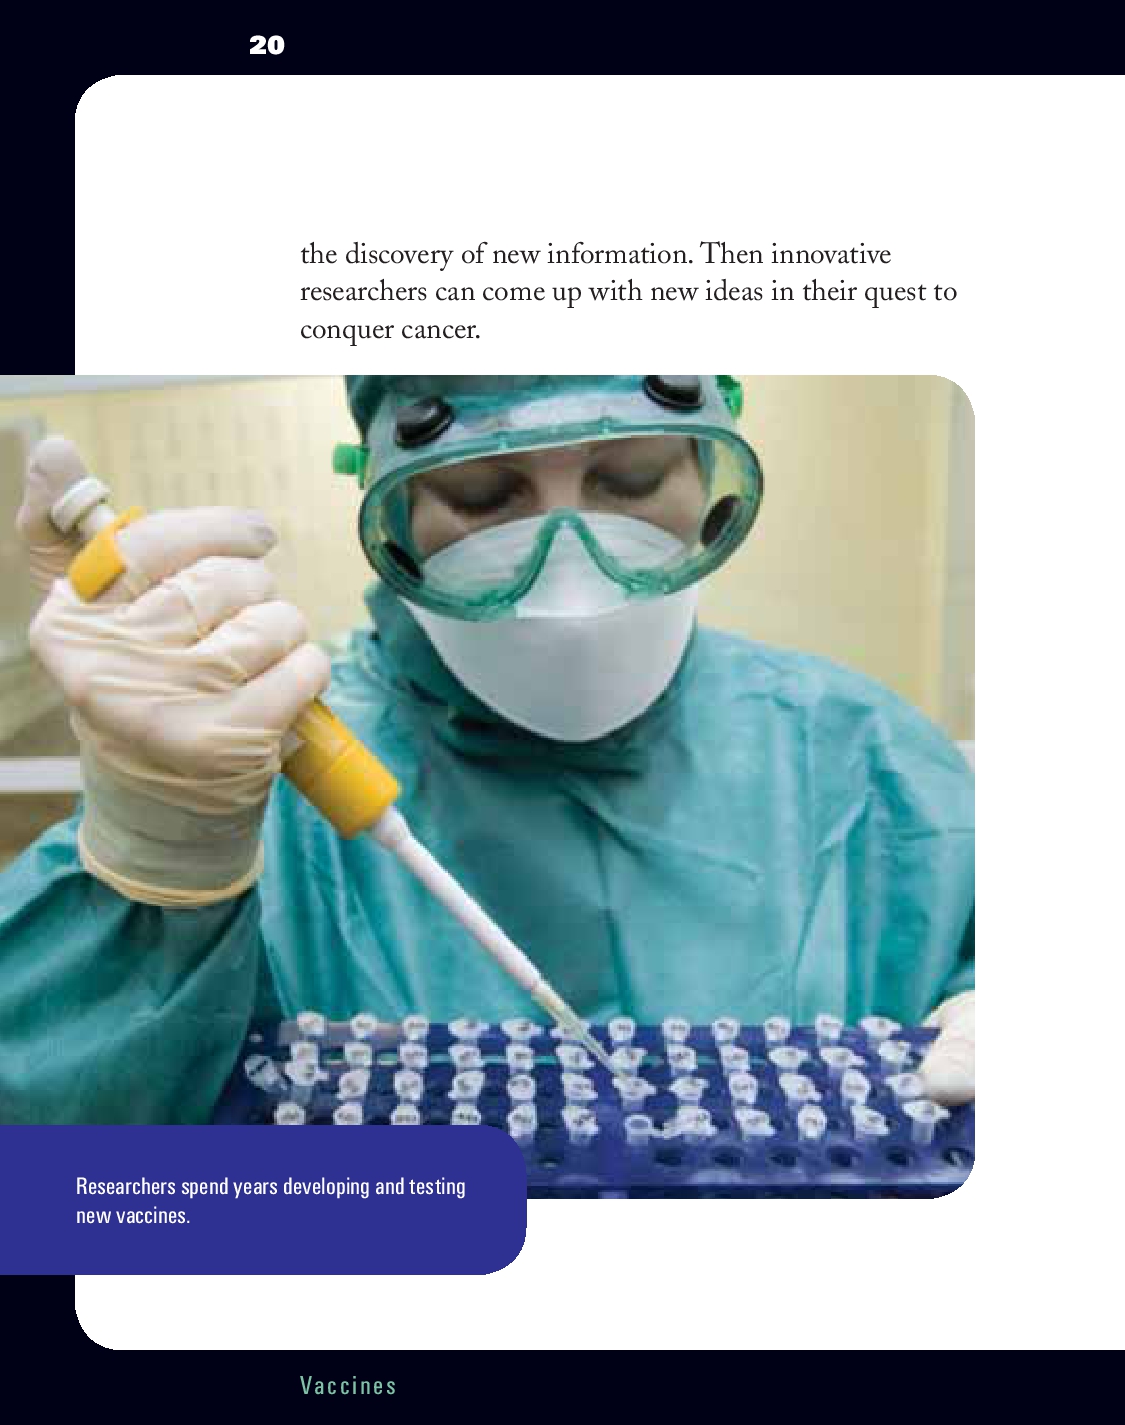 20
the discovery of new information. Then innovative
researchers can come up with new ideas in their quest to
conquer cancer.
Researchers spend years developing and testing
new vaccines.
Vaccines